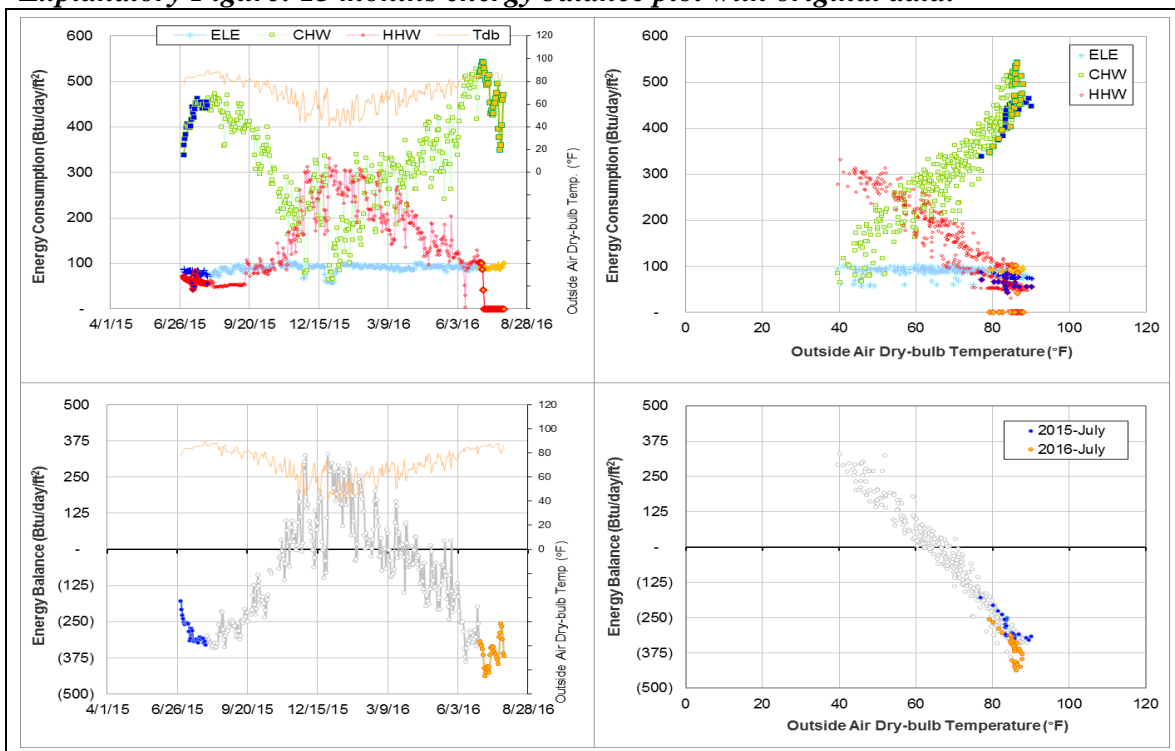 Explanatory Figure: 13 months energy balance plot with original data.
ELE CHW HHW Tdb
600
500
400
300
200
100
-
Energy Consumption (Btu/day/ft²)
120
100
80
60
40
20
0
Outside Air Dry-bulb Temp. (°F)
4/1/15 6/26/15 9/20/15 12/15/15 3/9/16 6/3/16 8/28/16
ELE
CHW
HHW
600
500
400
300
200
100
-
Energy Consumption (Btu/day/ft²)
0 20 40 60 80 100 120
Outside Air Dry-bulb Temperature (°F)
500
375
250
125
-
(125)
(250)
(375)
(500)
Energy Balance (Btu/day/ft²)
120
100
80
60
40
20
0
Outside Air Dry-bulb Temp (°F)
4/1/15 6/26/15 9/20/15 12/15/15 3/9/16 6/3/16 8/28/16
2015-July
2016-July
500
375
250
125
-
(125)
(250)
(375)
(500)
Energy Balance (Btu/day/ft²)
0 20 40 60 80 100 120
Outside Air Dry-bulb Temperature (°F)